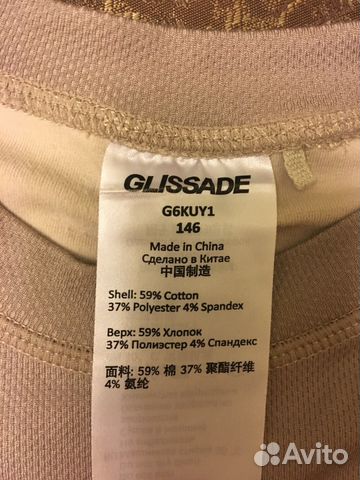 GLISSADE
G6KUY1
146
Made in China
Сделано в Китае
中国制造
Shell: 59% Cotton
37% Polyester 4% Spandex
Верх: 59% Хлопок
37% Полиэстер 4% Спандекс
面料: 59% 棉 37% 聚酯纤维
4% 氨纶
Avito